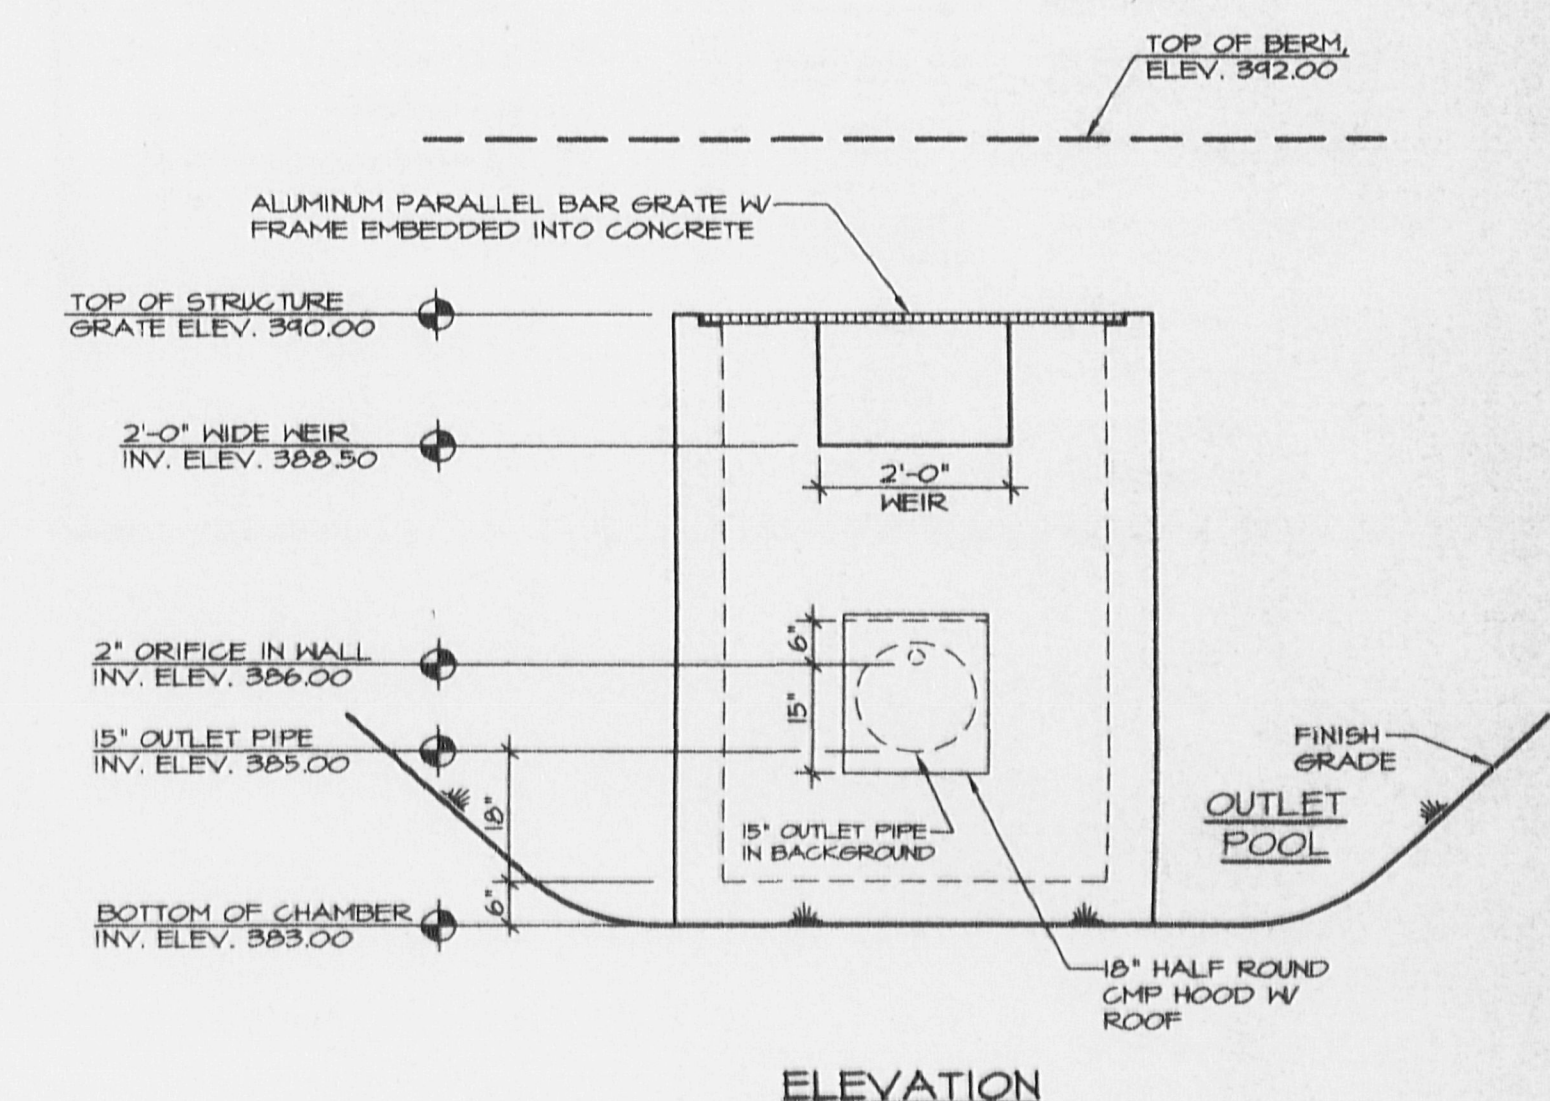 TOP OF BERM,
ELEV. 392.00
ALUMINUM PARALLEL BAR GRATE W/
FRAME EMBEDDED INTO CONCRETE
TOP OF STRUCTURE
GRATE ELEV. 390.00
2'-0" WIDE WEIR
INV. ELEV. 388.50
2'-0"
WEIR
2" ORIFICE IN WALL
INV. ELEV. 386.00
6"
15"
15" OUTLET PIPE
INV. ELEV. 385.00
FINISH
GRADE
18"
OUTLET
POOL
15" OUTLET PIPE
IN BACKGROUND
6"
BOTTOM OF CHAMBER
INV. ELEV. 383.00
18" HALF ROUND
CMP HOOD W/
ROOF
ELEVATION